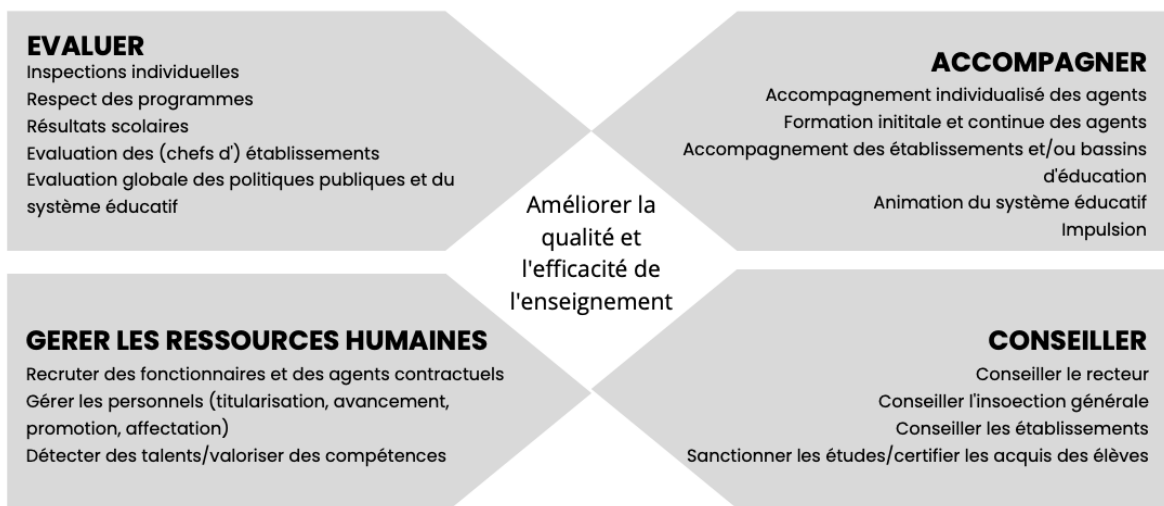 EVALUER
Inspections individuelles
Respect des programmes
Résultats scolaires
Evaluation des (chefs d') établissements
Evaluation globale des politiques publiques et du
système éducatif
ACCOMPAGNER
Accompagnement individualisé des agents
Formation inititale et continue des agents
Accompagnement des établissements et/ou bassins
d'éducation
Animation du système éducatif
Impulsion
Améliorer la
qualité et
l'efficacité de
l'enseignement
GERER LES RESSOURCES HUMAINES
Recruter des fonctionnaires et des agents contractuels
Gérer les personnels (titularisation, avancement,
promotion, affectation)
Détecter des talents/valoriser des compétences
CONSEILLER
Conseiller le recteur
Conseiller l'insoection générale
Conseiller les établissements
Sanctionner les études/certifier les acquis des élèves